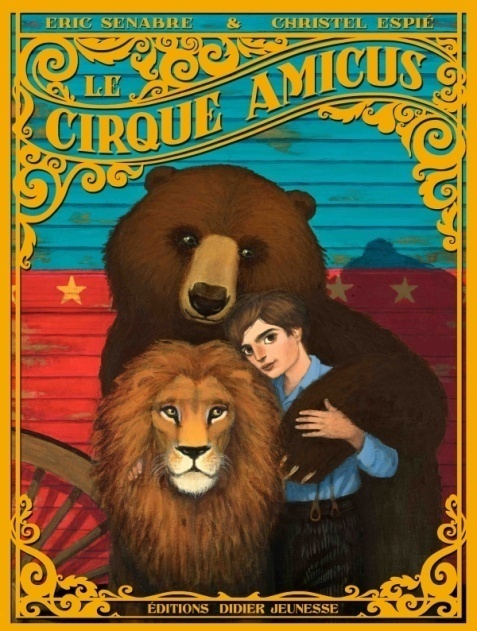 ERIC SENABRE & CHRISTEL ESPIÉ
LE
CIRQUE AMICUS
ÉDITIONS DIDIER JEUNESSE